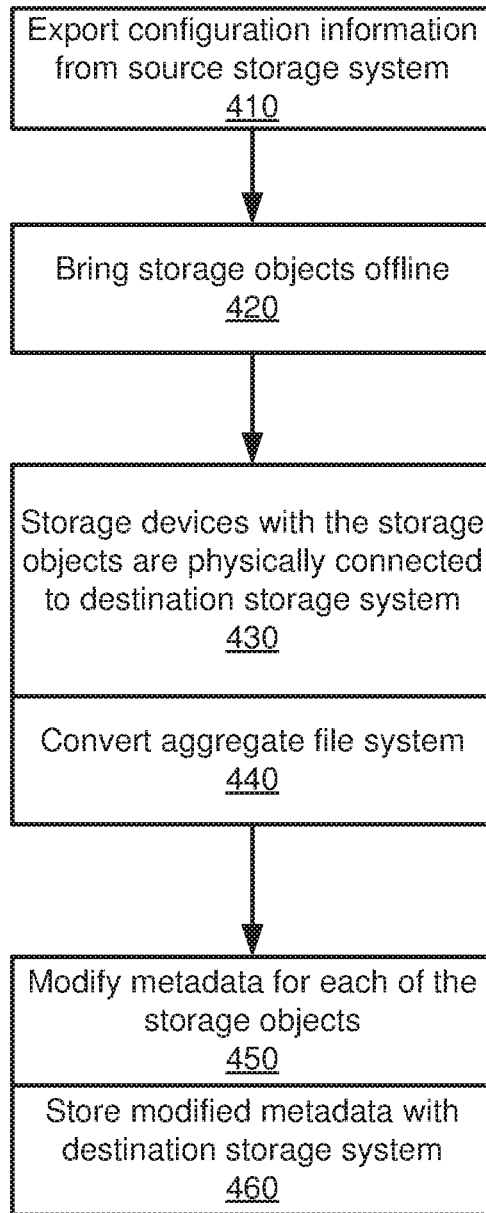 Export configuration information
from source storage system
410
Bring storage objects offline
420
Storage devices with the storage
objects are physically connected
to destination storage system
430
Convert aggregate file system
440
Modify metadata for each of the
storage objects
450
Store modified metadata with
destination storage system
460